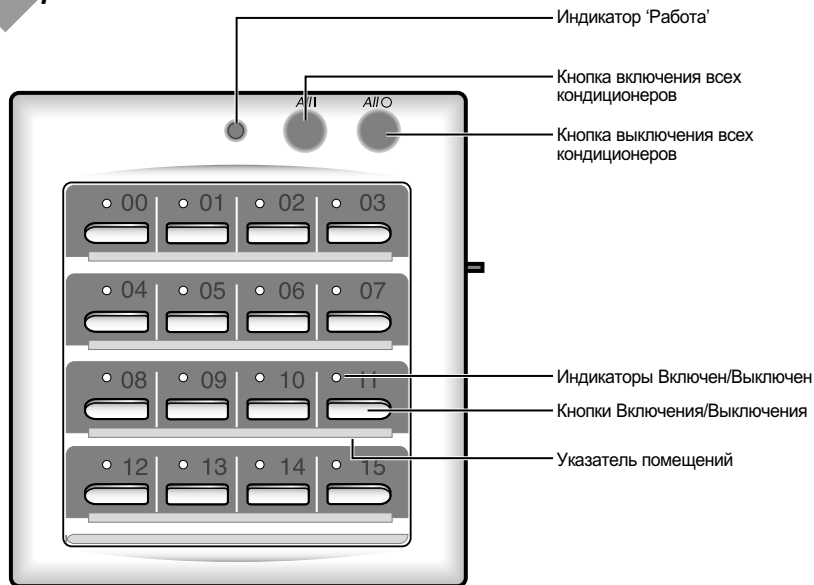 Индикатор ‘Работа’
Кнопка включения всех
кондиционеров
Кнопка выключения всех
кондиционеров
All I All O
00 01 02 03
04 05 06 07
08 09 10 11
12 13 14 15
Индикаторы Включен/Выключен
Кнопки Включения/Выключения
Указатель помещений